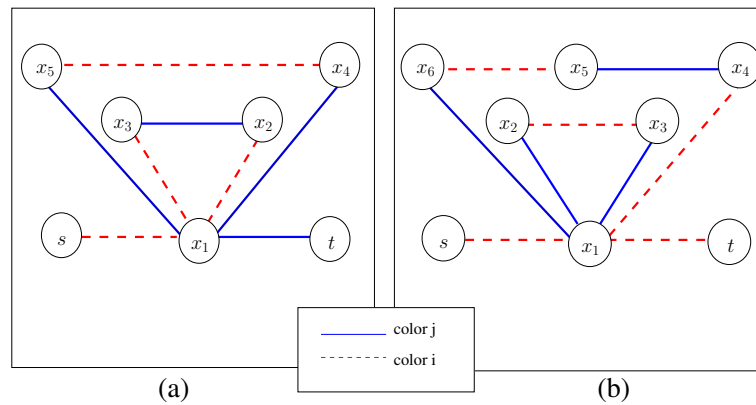 x₅ x₄
x₃ x₂
s x₁ t
x₆ x₅ x₄
x₂ x₃
s x₁ t
color j
color i
(a) (b)